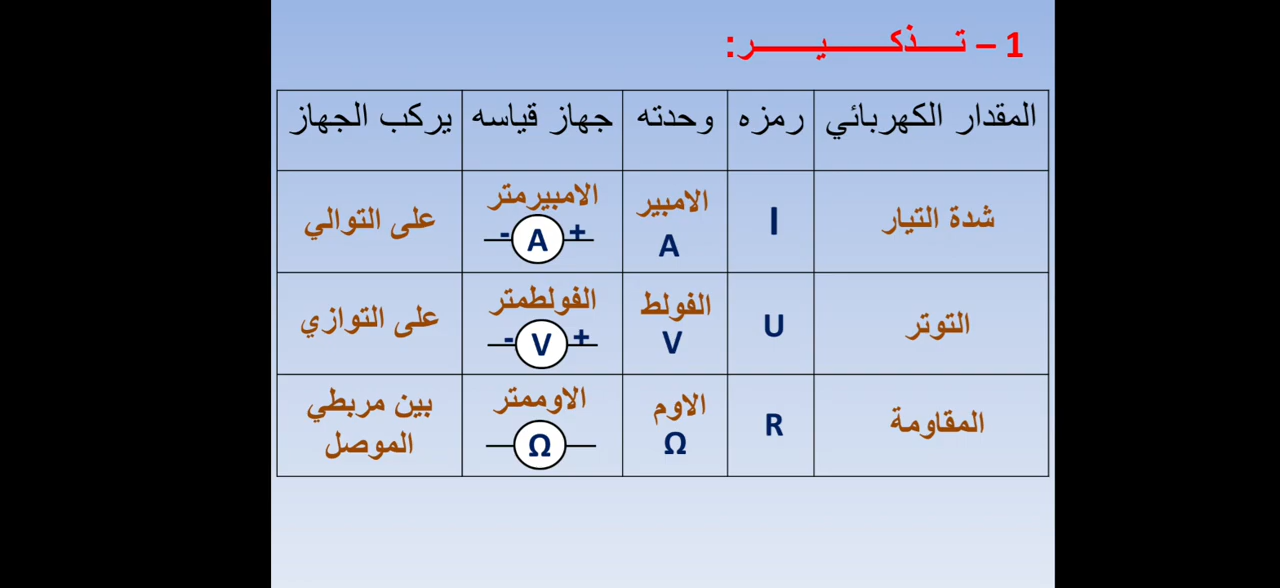 1 – تـــذكـــــــيـــــر:
المقدار الكهربائي رمزه وحدته جهاز قياسه يركب الجهاز
شدة التيار I الامبير A الامبيرمتر - A + على التوالي
التوتر U الفولط V الفولطمتر - V + على التوازي
المقاومة R الاوم Ω الاوممتر Ω بين مربطي الموصل